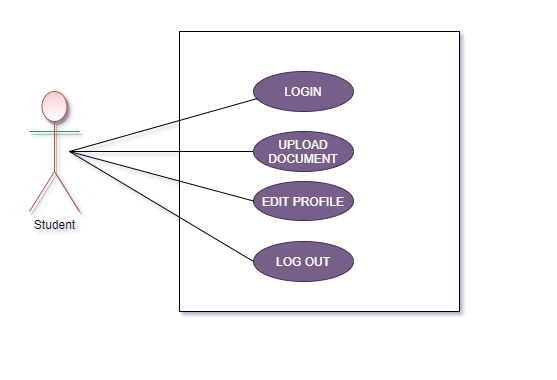 LOGIN
UPLOAD
DOCUMENT
EDIT PROFILE
LOG OUT
Student